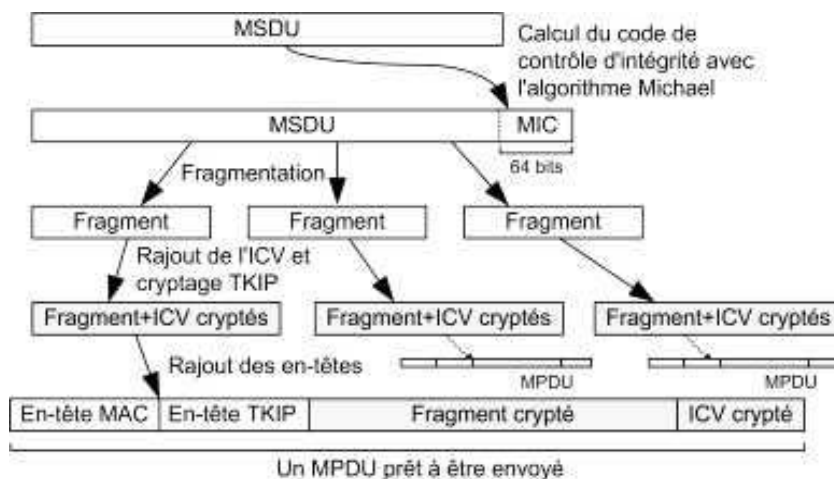 MSDU
Calcul du code de
contrôle d'intégrité avec
l'algorithme Michael
MSDU
MIC
64 bits
Fragmentation
Fragment
Fragment
Fragment
Rajout de l'ICV et
cryptage TKIP
Fragment+ICV cryptés
Fragment+ICV cryptés
Fragment+ICV cryptés
Rajout des en-têtes
MPDU
MPDU
En-tête MAC
En-tête TKIP
Fragment crypté
ICV crypté
Un MPDU prêt à être envoyé